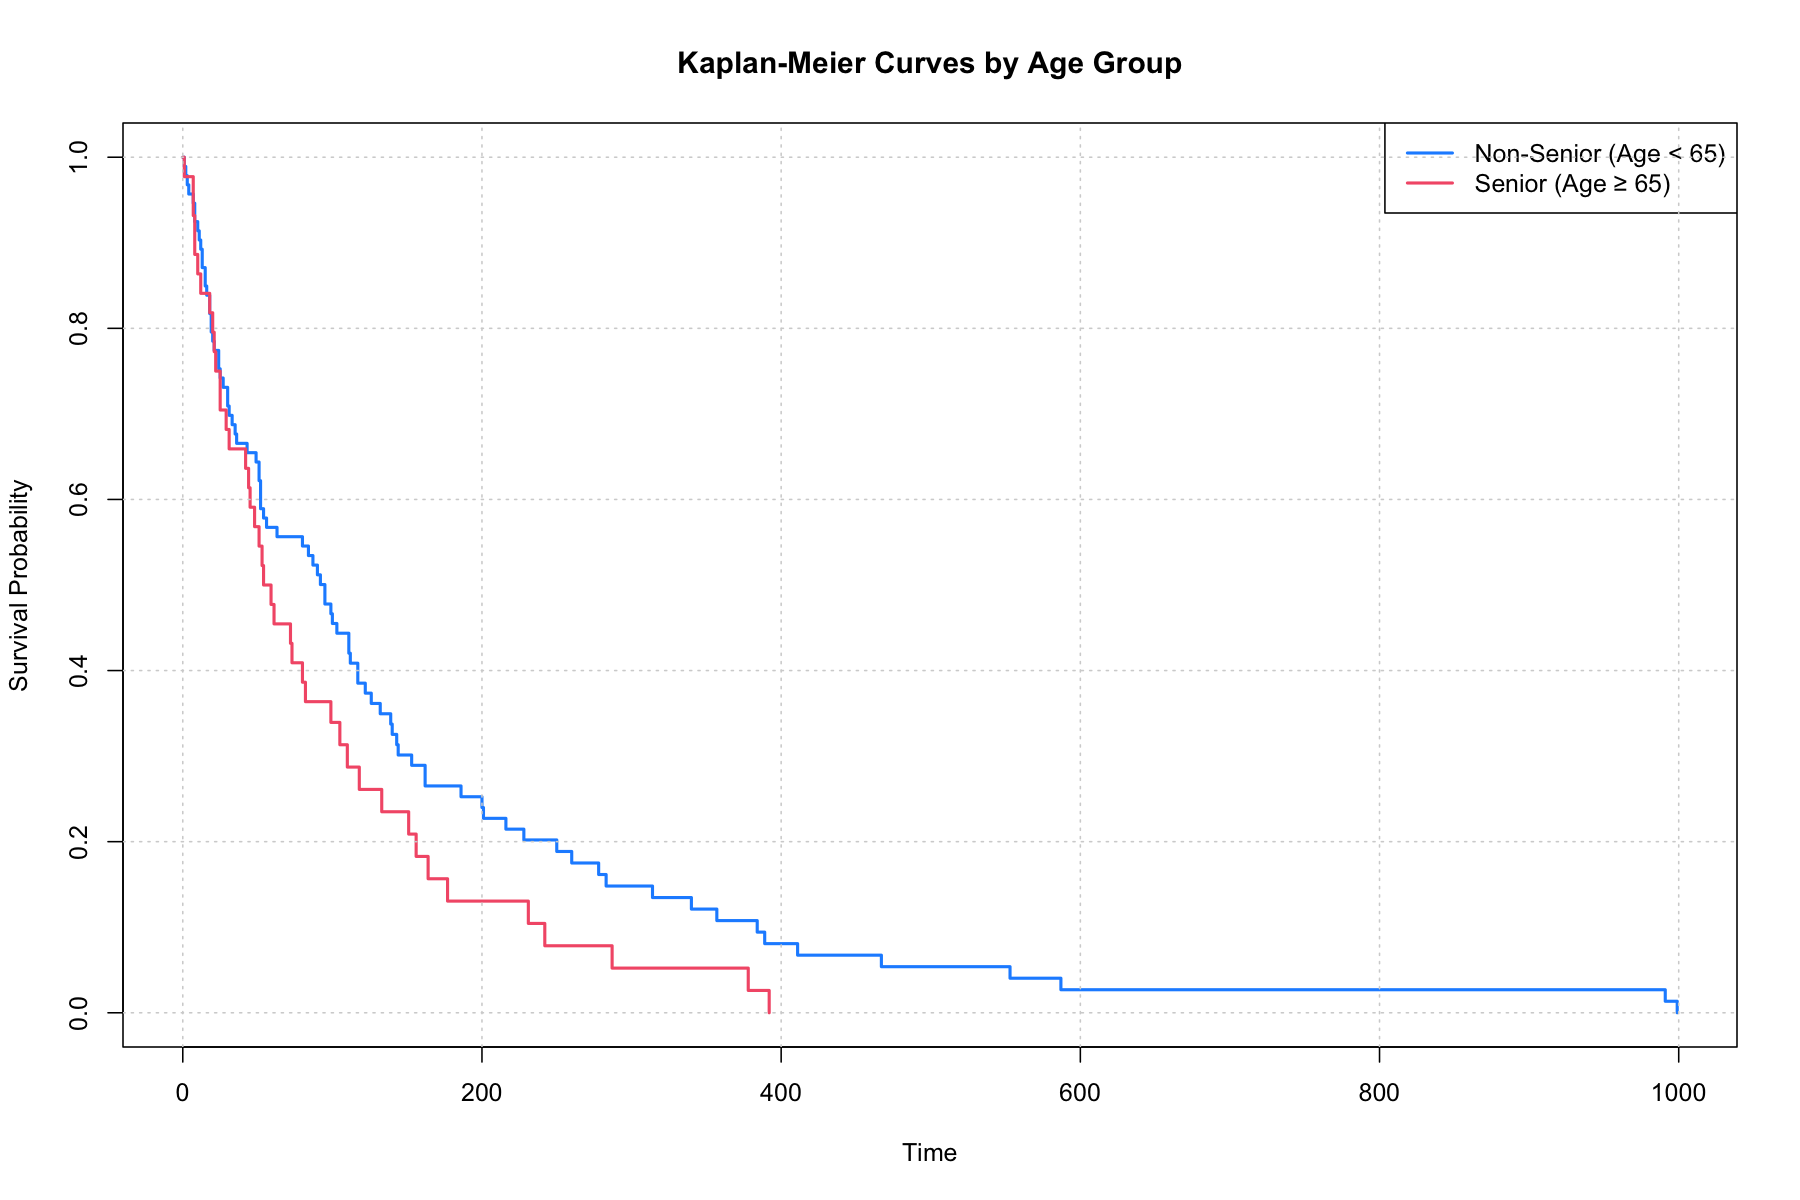 Kaplan-Meier Curves by Age Group
Non-Senior (Age < 65)
Senior (Age ≥ 65)
Survival Probability
1.0
0.8
0.6
0.4
0.2
0.0
0 200 400 600 800 1000
Time